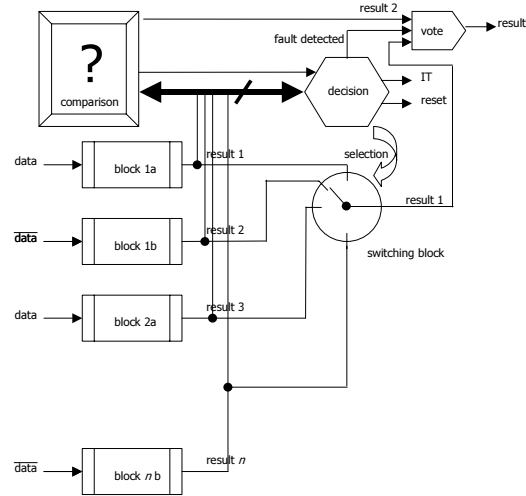 result 2
vote
result
fault detected
?
comparison
decision
IT
reset
data
block 1a
result 1
selection
result 1
data
block 1b
result 2
switching block
data
block 2a
result 3
data
block n b
result n